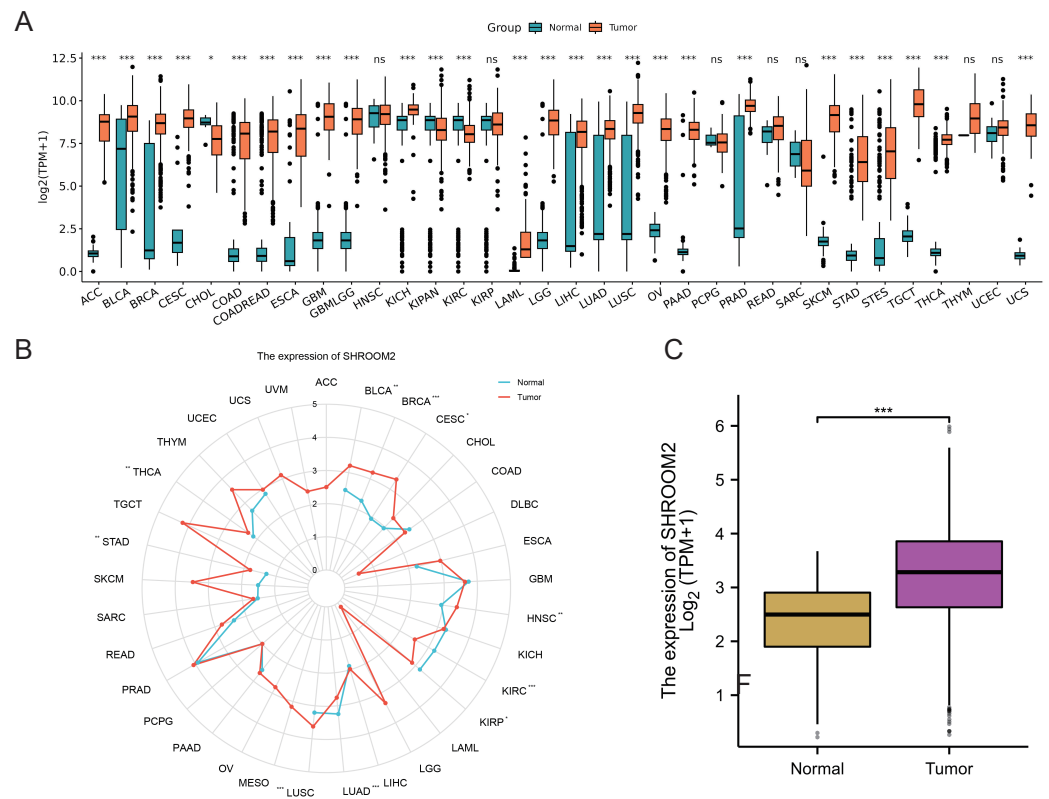 A
Group Normal Tumor
*** *** *** *** * *** *** *** *** *** ns *** *** *** ns *** *** *** *** *** *** *** ns *** ns ns *** *** *** *** *** ns ns ***
12.5
10.0
7.5
5.0
2.5
0.0
log2(TPM+1)
ACC BLCA BRCA CESC CHOL COAD COADREAD ESCA GBM GBMLGG HNSC KICH KIPAN KIRC KIRP LAML LGG LIHC LUAD LUSC OV PAAD PCPG PRAD READ SARC SKCM STAD STES TGCT THCA THYM UCEC UCS
B
The expression of SHROOM2
Normal
Tumor
5
4
3
2
1
0
ACC
BLCA **
BRCA ***
CESC *
CHOL
COAD
DLBC
ESCA
GBM
HNSC **
KICH
KIRC ***
KIRP *
LAML
LGG
LIHC
LUAD ***
*** LUSC
MESO
OV
PAAD
PCPG
PRAD
READ
SARC
SKCM
** STAD
TGCT
** THCA
THYM
UCEC
UCS
UVM
C
The expression of SHROOM2
Log2 (TPM+1)
***
6
5
4
3
2
1
Normal Tumor